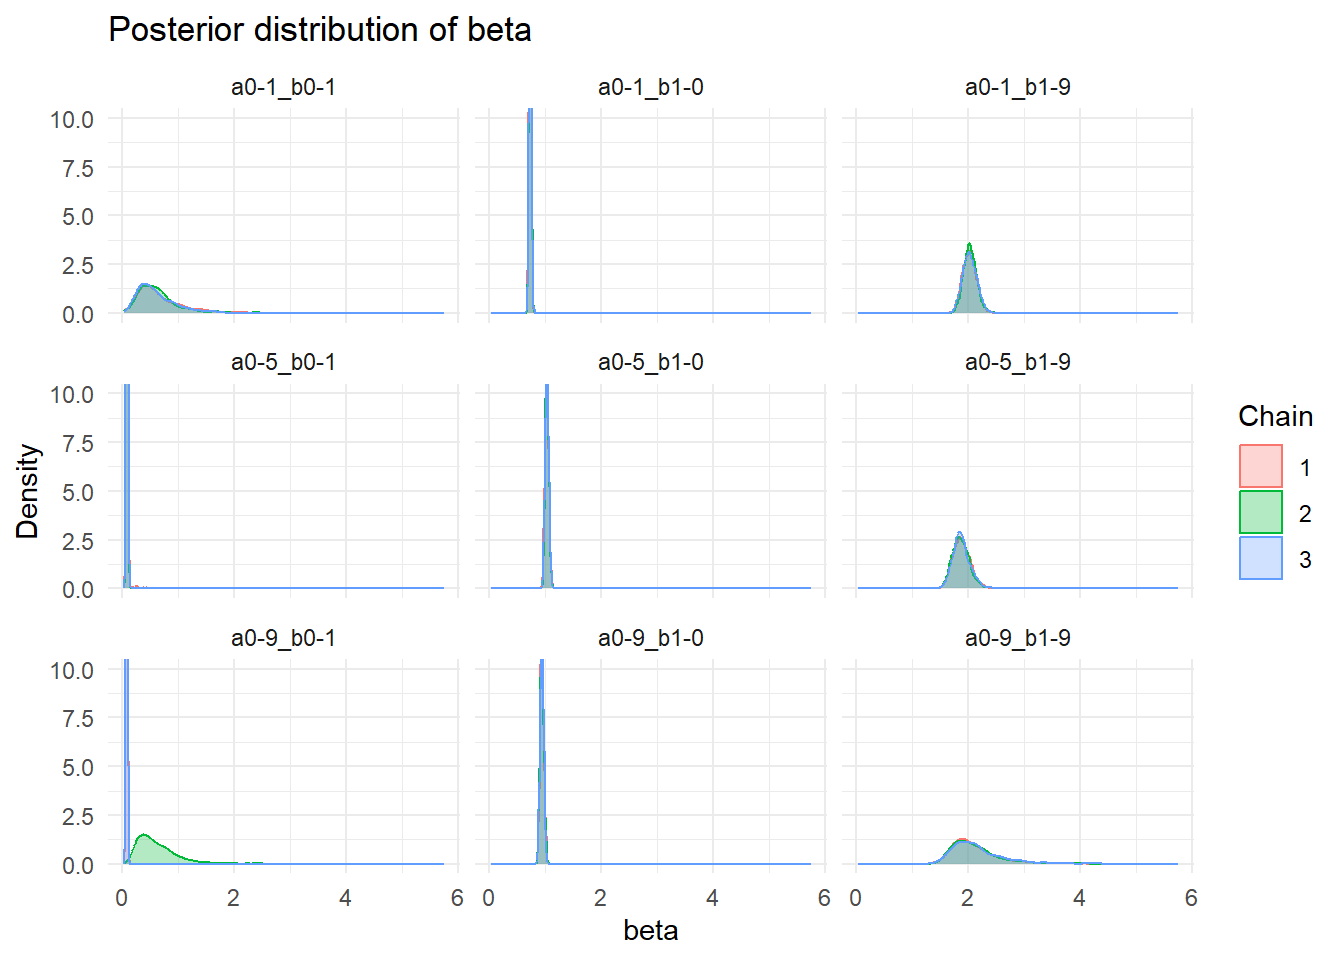 Posterior distribution of beta
a0-1_b0-1 a0-1_b1-0 a0-1_b1-9
10.0
7.5
5.0
2.5
0.0
a0-5_b0-1 a0-5_b1-0 a0-5_b1-9
10.0
7.5
5.0
2.5
0.0
a0-9_b0-1 a0-9_b1-0 a0-9_b1-9
10.0
7.5
5.0
2.5
0.0
0 2 4 6 0 2 4 6 0 2 4 6
beta
Density
Chain
1
2
3